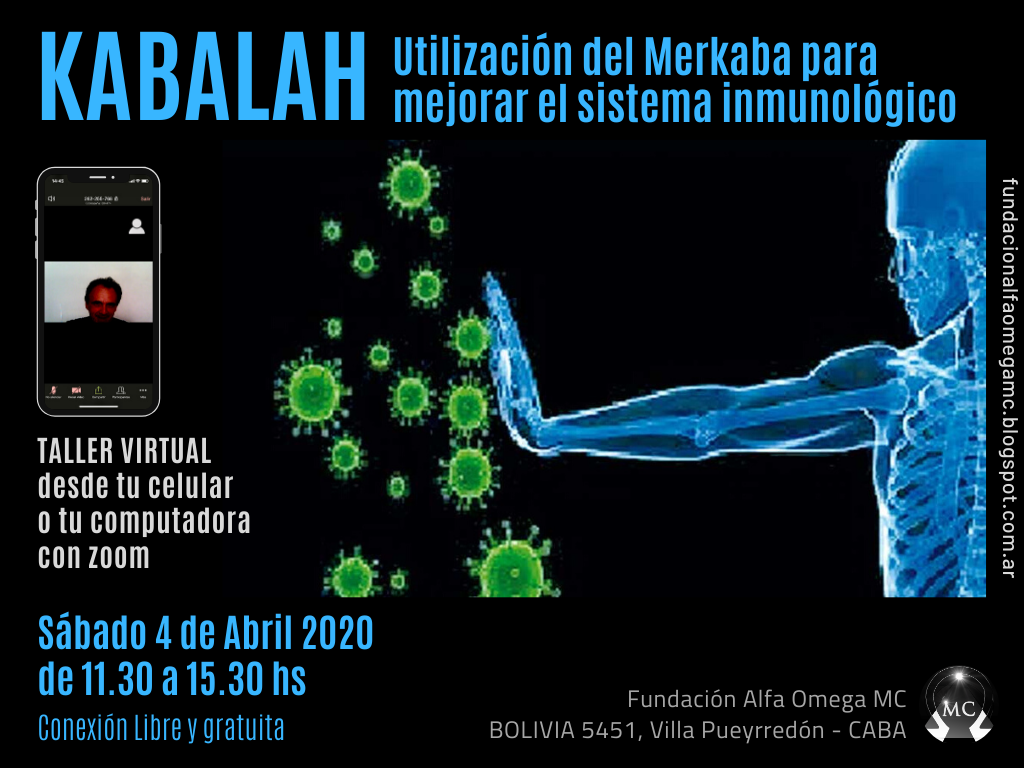 KABALAH
Utilización del Merkaba para
mejorar el sistema inmunológico
14:42
TALLER VIRTUAL
desde tu celular
o tu computadora
con zoom
fundacionalfaomegamc.blogspot.com.ar
Sábado 4 de Abril 2020
de 11.30 a 15.30 hs
Conexión Libre y gratuita
Fundación Alfa Omega MC
BOLIVIA 5451, Villa Pueyrredón - CABA
MC